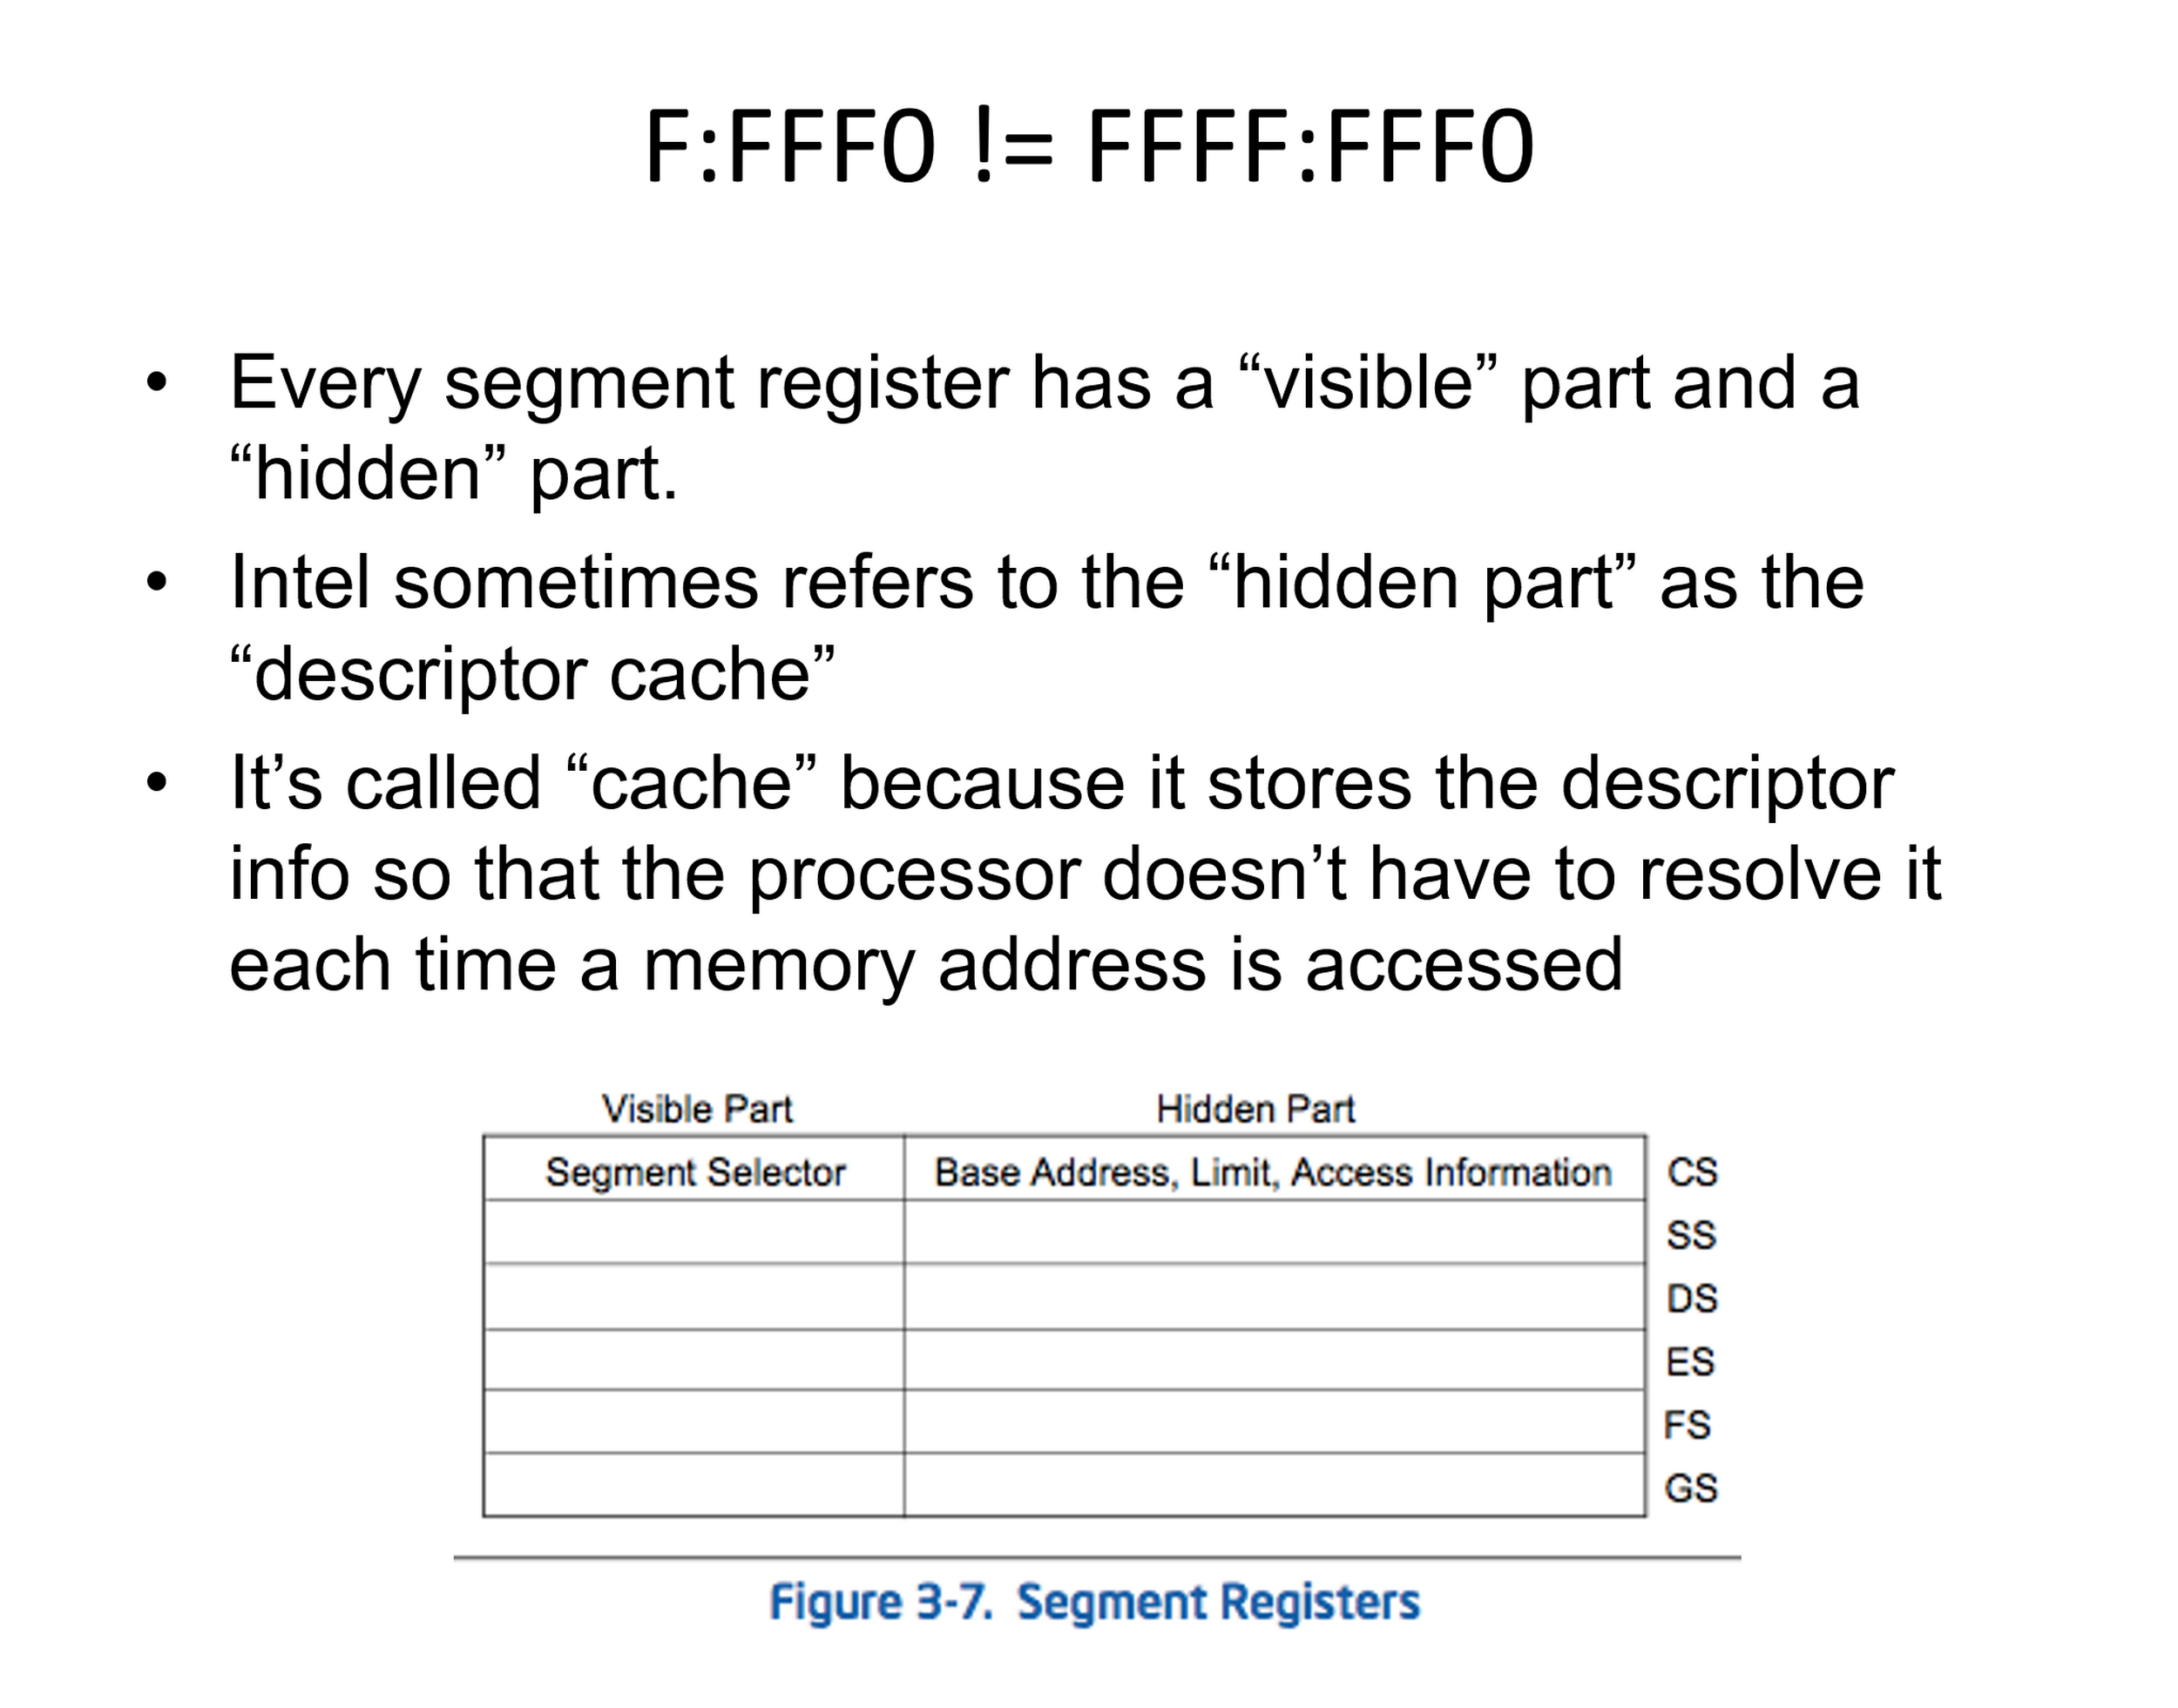 F:FFF0 != FFFF:FFF0
• Every segment register has a “visible” part and a
“hidden” part.
• Intel sometimes refers to the “hidden part” as the
“descriptor cache”
• It’s called “cache” because it stores the descriptor
info so that the processor doesn’t have to resolve it
each time a memory address is accessed
Visible Part Hidden Part
Segment Selector Base Address, Limit, Access Information CS
SS
DS
ES
FS
GS
Figure 3-7. Segment Registers